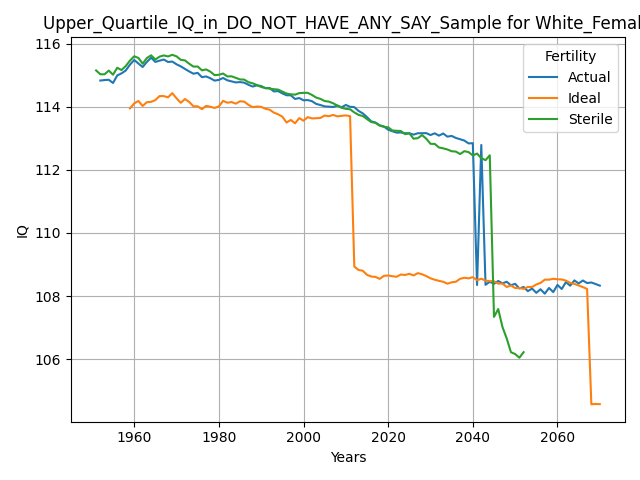 Upper_Quartile_IQ_in_DO_NOT_HAVE_ANY_SAY_Sample for White_Femal
Fertility
Actual
Ideal
Sterile
116
114
112
110
108
106
IQ
1960 1980 2000 2020 2040 2060
Years